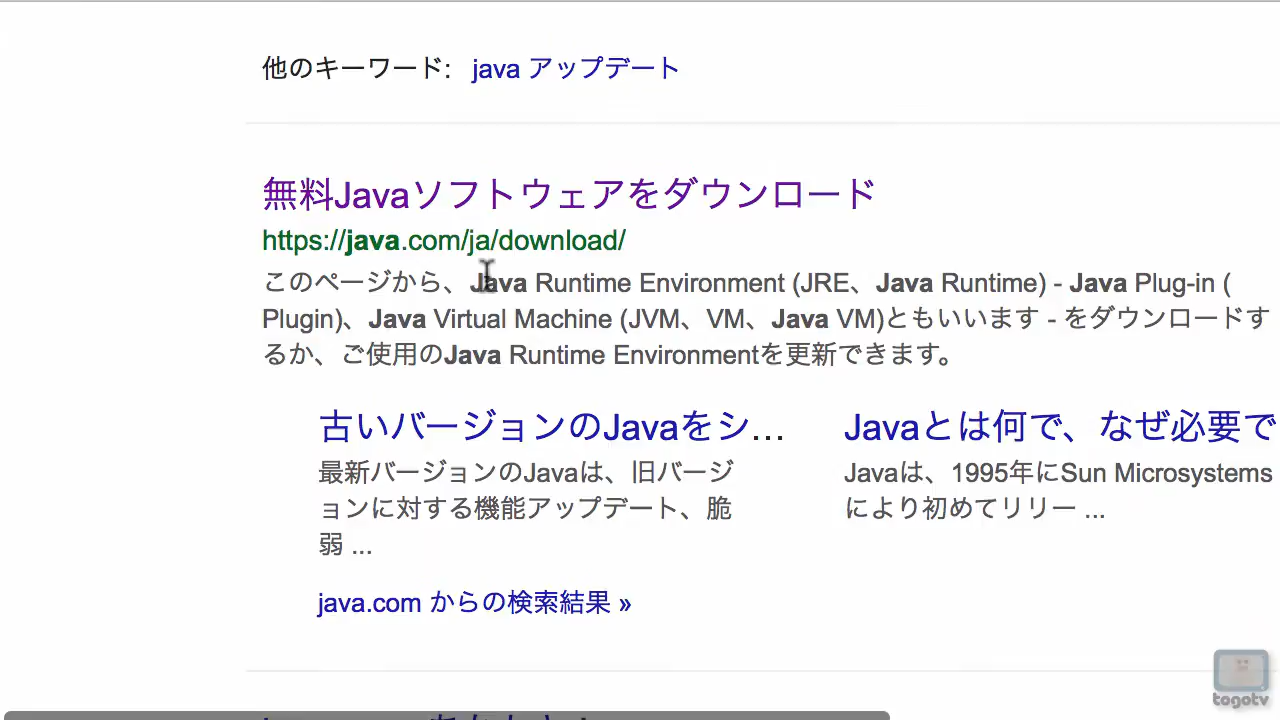 他のキーワード: java アップデート
無料Javaソフトウェアをダウンロード
https://java.com/ja/download/
このページから、Java Runtime Environment (JRE、Java Runtime) - Java Plug-in (
Plugin)、Java Virtual Machine (JVM、VM、Java VM)ともいいます - をダウンロードす
るか、ご使用のJava Runtime Environmentを更新できます。
古いバージョンのJavaをシ...
最新バージョンのJavaは、旧バージ
ョンに対する機能アップデート、脆
弱 ...
Javaとは何で、なぜ必要で
Javaは、1995年にSun Microsystems
により初めてリリー ...
java.com からの検索結果 »
togotv